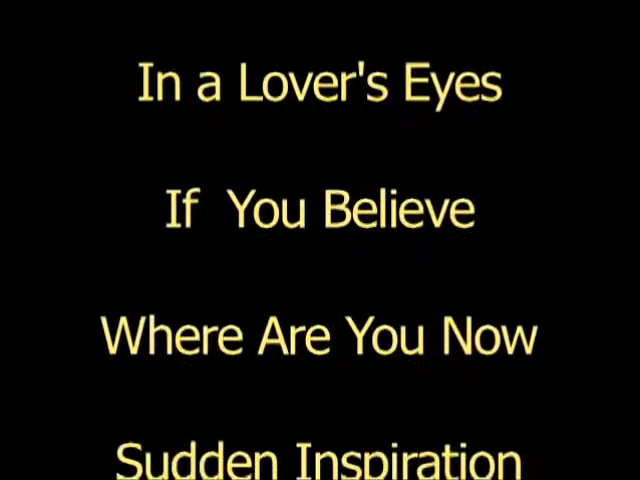 In a Lover's Eyes
If  You Believe
Where Are You Now
Sudden Inspiration